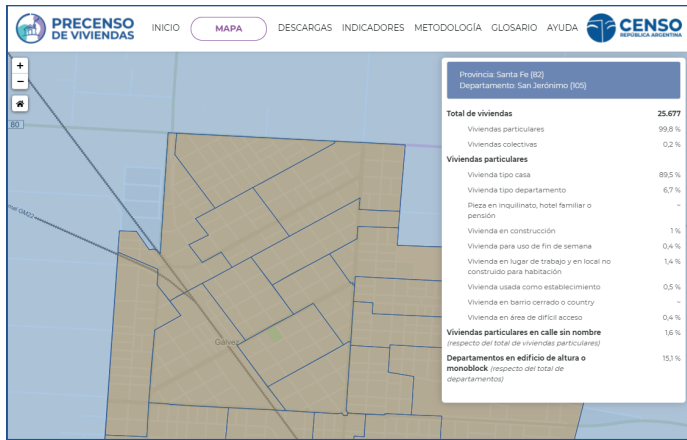 PRECENSO
DE VIVIENDAS
INICIO
MAPA
DESCARGAS
INDICADORES
METODOLOGÍA
GLOSARIO
AYUDA
CENSO
REPÚBLICA ARGENTINA
+
−
80
Gálvez
Provincia: Santa Fe (82)
Departamento: San Jerónimo (105)
Total de viviendas 25.677
Viviendas particulares 99,8 %
Viviendas colectivas 0,2 %
Viviendas particulares
Vivienda tipo casa 89,5 %
Vivienda tipo departamento 6,7 %
Pieza en inquilinato, hotel familiar o ~
pensión
Vivienda en construcción 1 %
Vivienda para uso de fin de semana 0,4 %
Vivienda en lugar de trabajo y en local no 1,4 %
construido para habitación
Vivienda usada como establecimiento 0,5 %
Vivienda en barrio cerrado o country ~
Vivienda en área de difícil acceso 0,4 %
Viviendas particulares en calle sin nombre 1,6 %
(respecto del total de viviendas particulares)
Departamentos en edificio de altura o 15,1 %
monoblock (respecto del total de
departamentos)